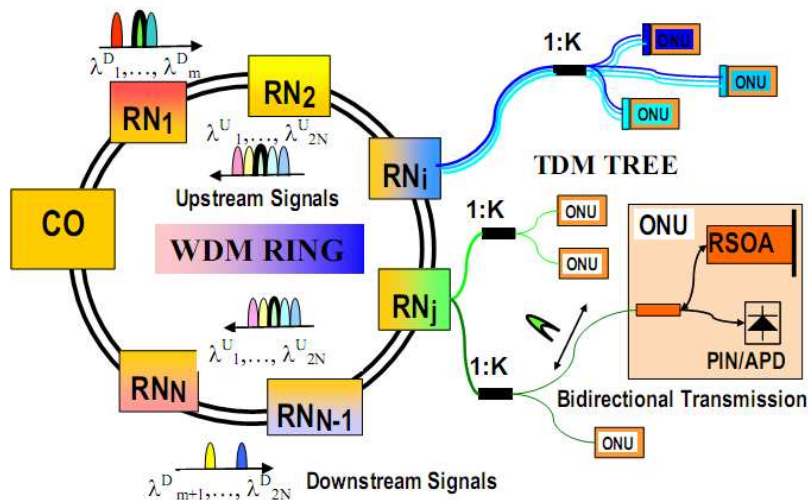 λᴰ₁,..., λᴰₘ
RN₁
RN₂
λᵁ₁,..., λᵁ₂N
Upstream Signals
RNi
CO
WDM RING
RNj
λᵁ₁,..., λᵁ₂N
RNN
RNN-1
λᴰₘ₊₁,..., λᴰ₂N
Downstream Signals
1:K
ONU
ONU
ONU
TDM TREE
1:K
ONU
ONU
1:K
ONU
ONU
RSOA
PIN/APD
Bidirectional Transmission